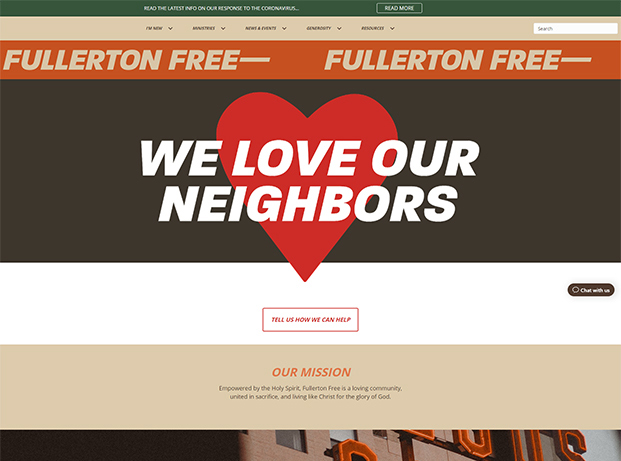 READ THE LATEST INFO ON OUR RESPONSE TO THE CORONAVIRUS... READ MORE
I'M NEW MINISTRIES NEWS & EVENTS GENEROSITY RESOURCES Search
FULLERTON FREE— FULLERTON FREE—
WE LOVE OUR
NEIGHBORS
Chat with us
TELL US HOW WE CAN HELP
OUR MISSION
Empowered by the Holy Spirit, Fullerton Free is a loving community,
united in sacrifice, and living like Christ for the glory of God.